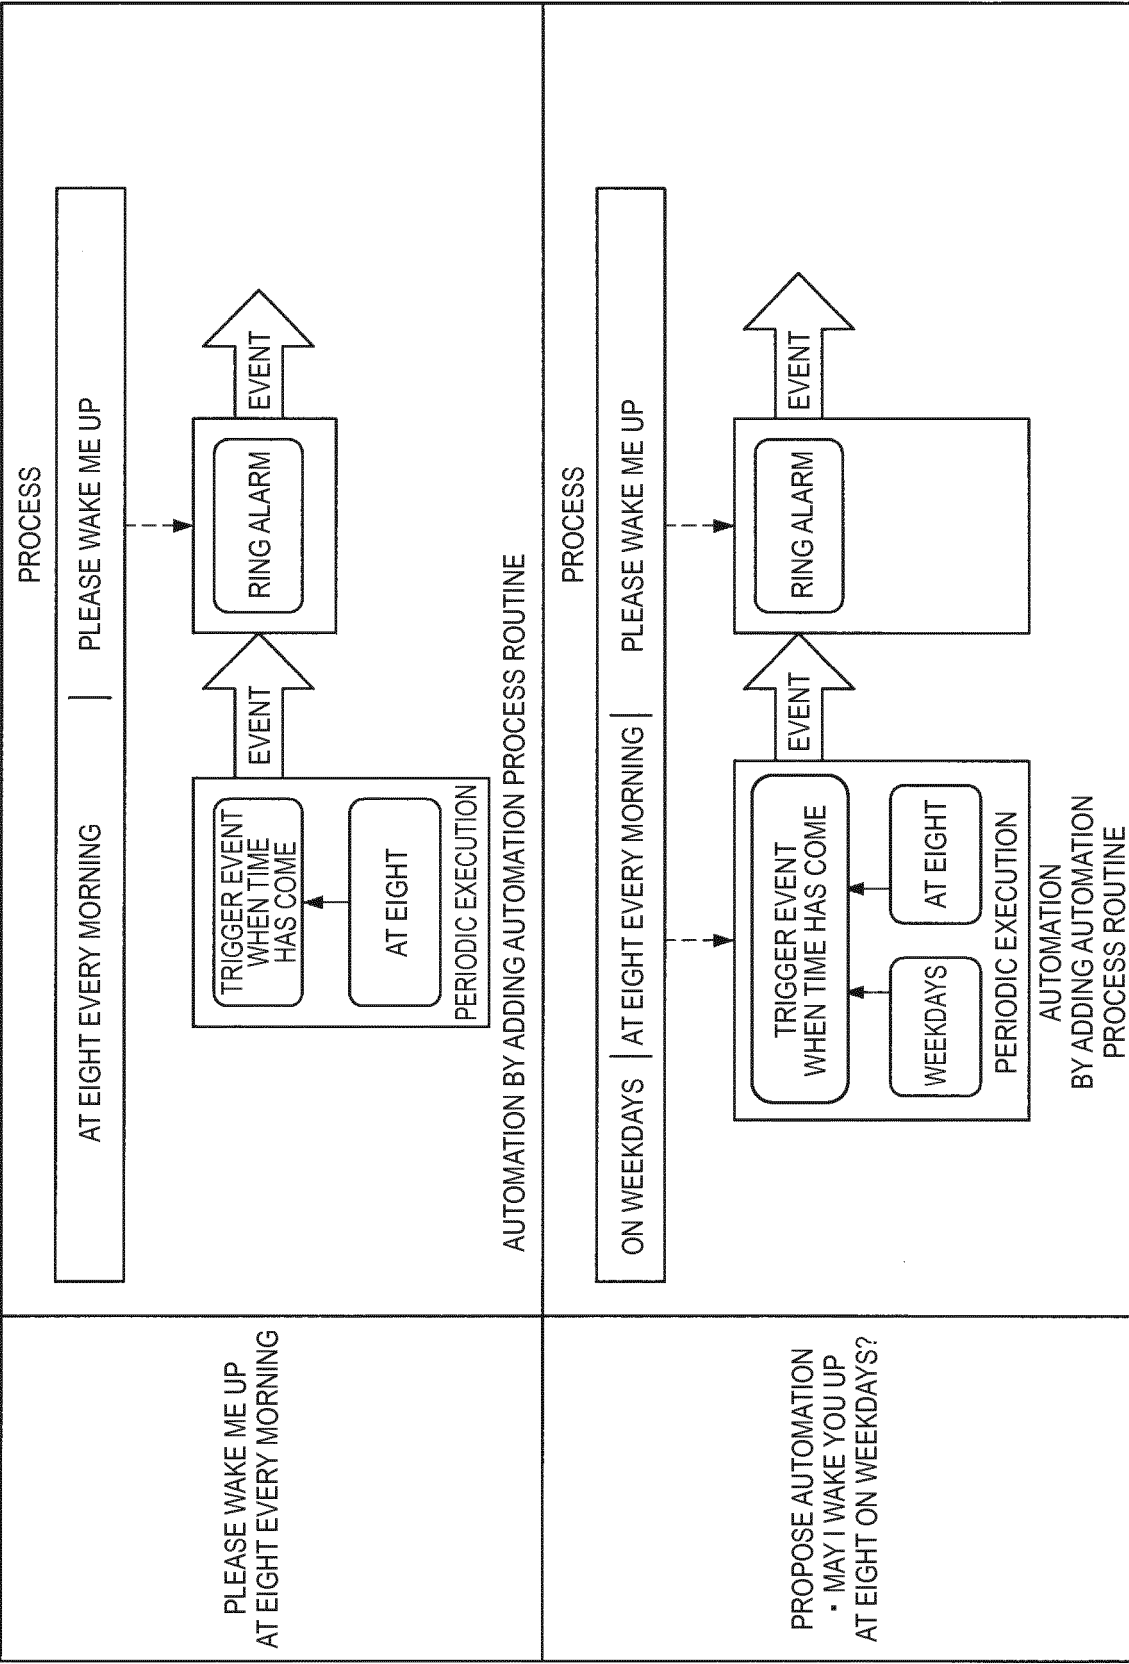 PLEASE WAKE ME UP
AT EIGHT EVERY MORNING
PROCESS
AT EIGHT EVERY MORNING | PLEASE WAKE ME UP
TRIGGER EVENT
WHEN TIME
HAS COME
AT EIGHT
PERIODIC EXECUTION
EVENT
RING ALARM
EVENT
AUTOMATION BY ADDING AUTOMATION PROCESS ROUTINE
PROPOSE AUTOMATION
▪ MAY I WAKE YOU UP
AT EIGHT ON WEEKDAYS?
PROCESS
ON WEEKDAYS | AT EIGHT EVERY MORNING | PLEASE WAKE ME UP
TRIGGER EVENT
WHEN TIME HAS COME
WEEKDAYS
AT EIGHT
PERIODIC EXECUTION
EVENT
RING ALARM
EVENT
AUTOMATION
BY ADDING AUTOMATION
PROCESS ROUTINE